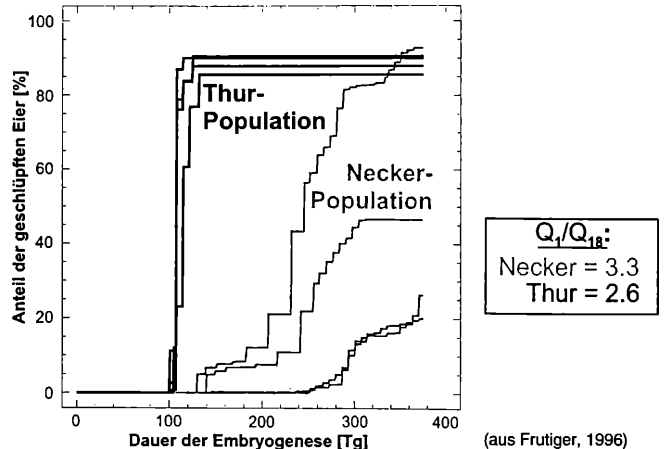 100
80
60
40
20
0
Anteil der geschlüpften Eier [%]
Thur-
Population
Necker-
Population
0
100
200
300
400
Dauer der Embryogenese [Tg]
Q1/Q18:
Necker = 3.3
Thur = 2.6
(aus Frutiger, 1996)